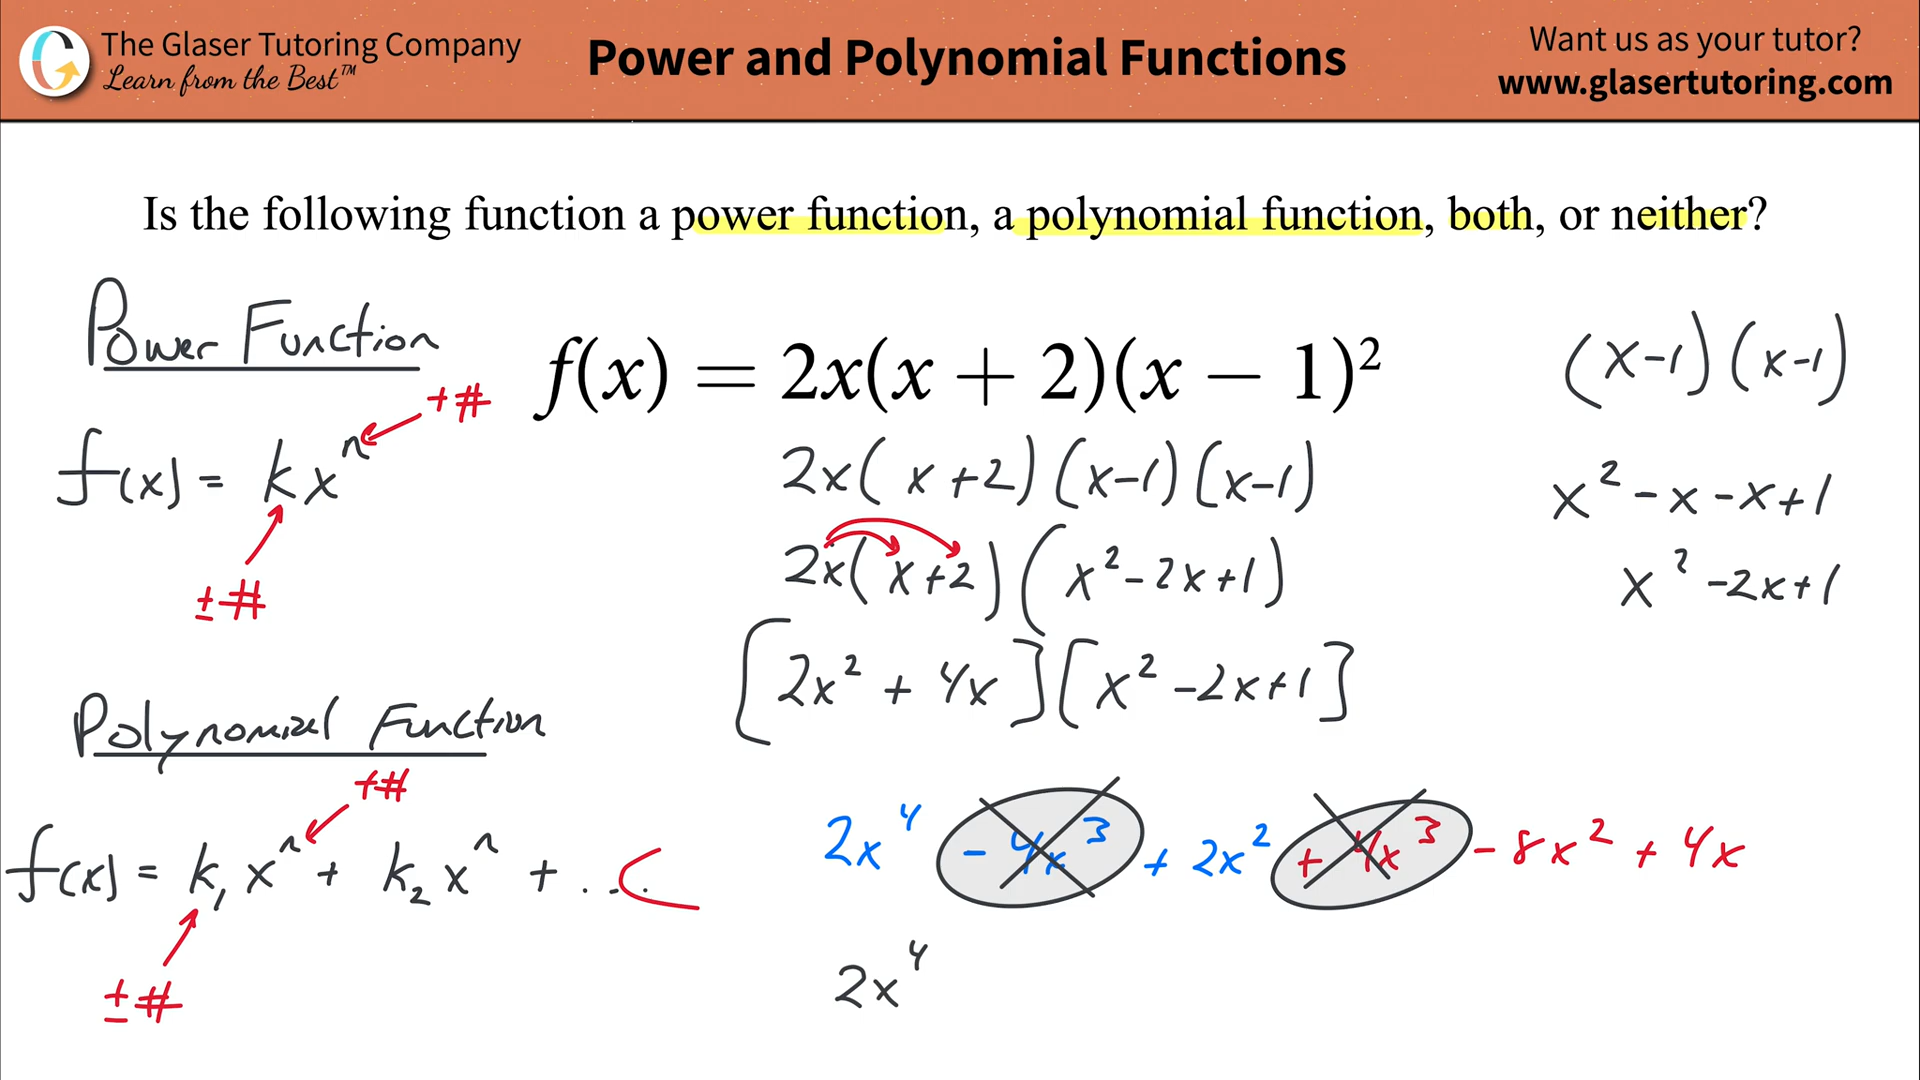 The Glaser Tutoring Company
Learn from the Best™
Power and Polynomial Functions
Want us as your tutor?
www.glasertutoring.com
Is the following function a power function, a polynomial function, both, or neither?
Power Function
f(x) = kxⁿ
+#
±#
Polynomial Function
+#
f(x) = k₁xⁿ + k₂xⁿ + ...
±#
f(x) = 2x(x + 2)(x − 1)²
2x(x+2)(x-1)(x-1)
2x(x+2)(x²-2x+1)
[2x² + 4x][x²-2x+1]
2x⁴ - 4x³ + 2x² + 4x³ - 8x² + 4x
2x⁴
(x-1)(x-1)
x²-x-x+1
x²-2x+1